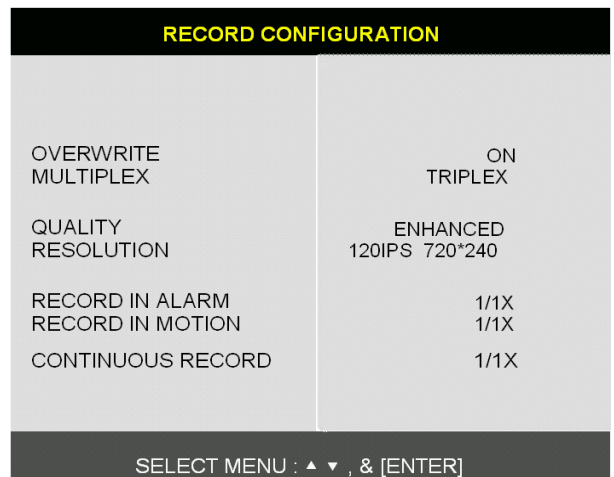 RECORD CONFIGURATION
OVERWRITE ON
MULTIPLEX TRIPLEX
QUALITY ENHANCED
RESOLUTION 120IPS 720*240
RECORD IN ALARM 1/1X
RECORD IN MOTION 1/1X
CONTINUOUS RECORD 1/1X
SELECT MENU : ▲ ▼ , & [ENTER]